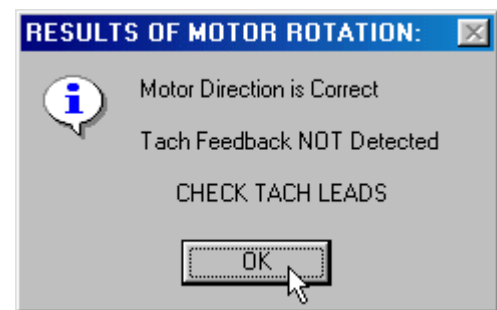 RESULTS OF MOTOR ROTATION:
Motor Direction is Correct
Tach Feedback NOT Detected
CHECK TACH LEADS
OK